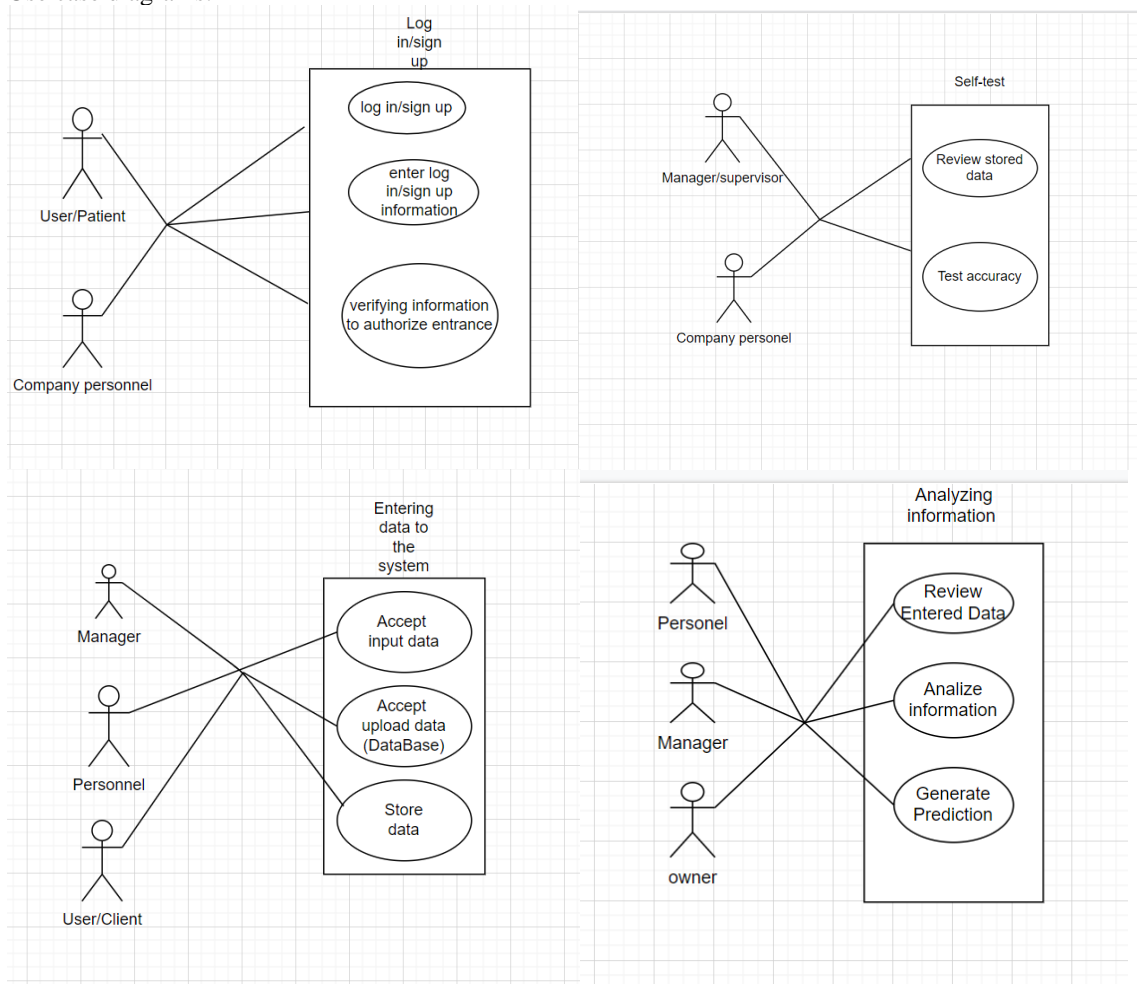 Log
in/sign
up
log in/sign up
enter log
in/sign up
information
verifying information
to authorize entrance
User/Patient
Company personnel
Self-test
Review stored
data
Test accuracy
Manager/supervisor
Company personel
Entering
data to
the
system
Accept
input data
Accept
upload data
(DataBase)
Store
data
Manager
Personnel
User/Client
Analyzing
information
Review
Entered Data
Analize
information
Generate
Prediction
Personel
Manager
owner